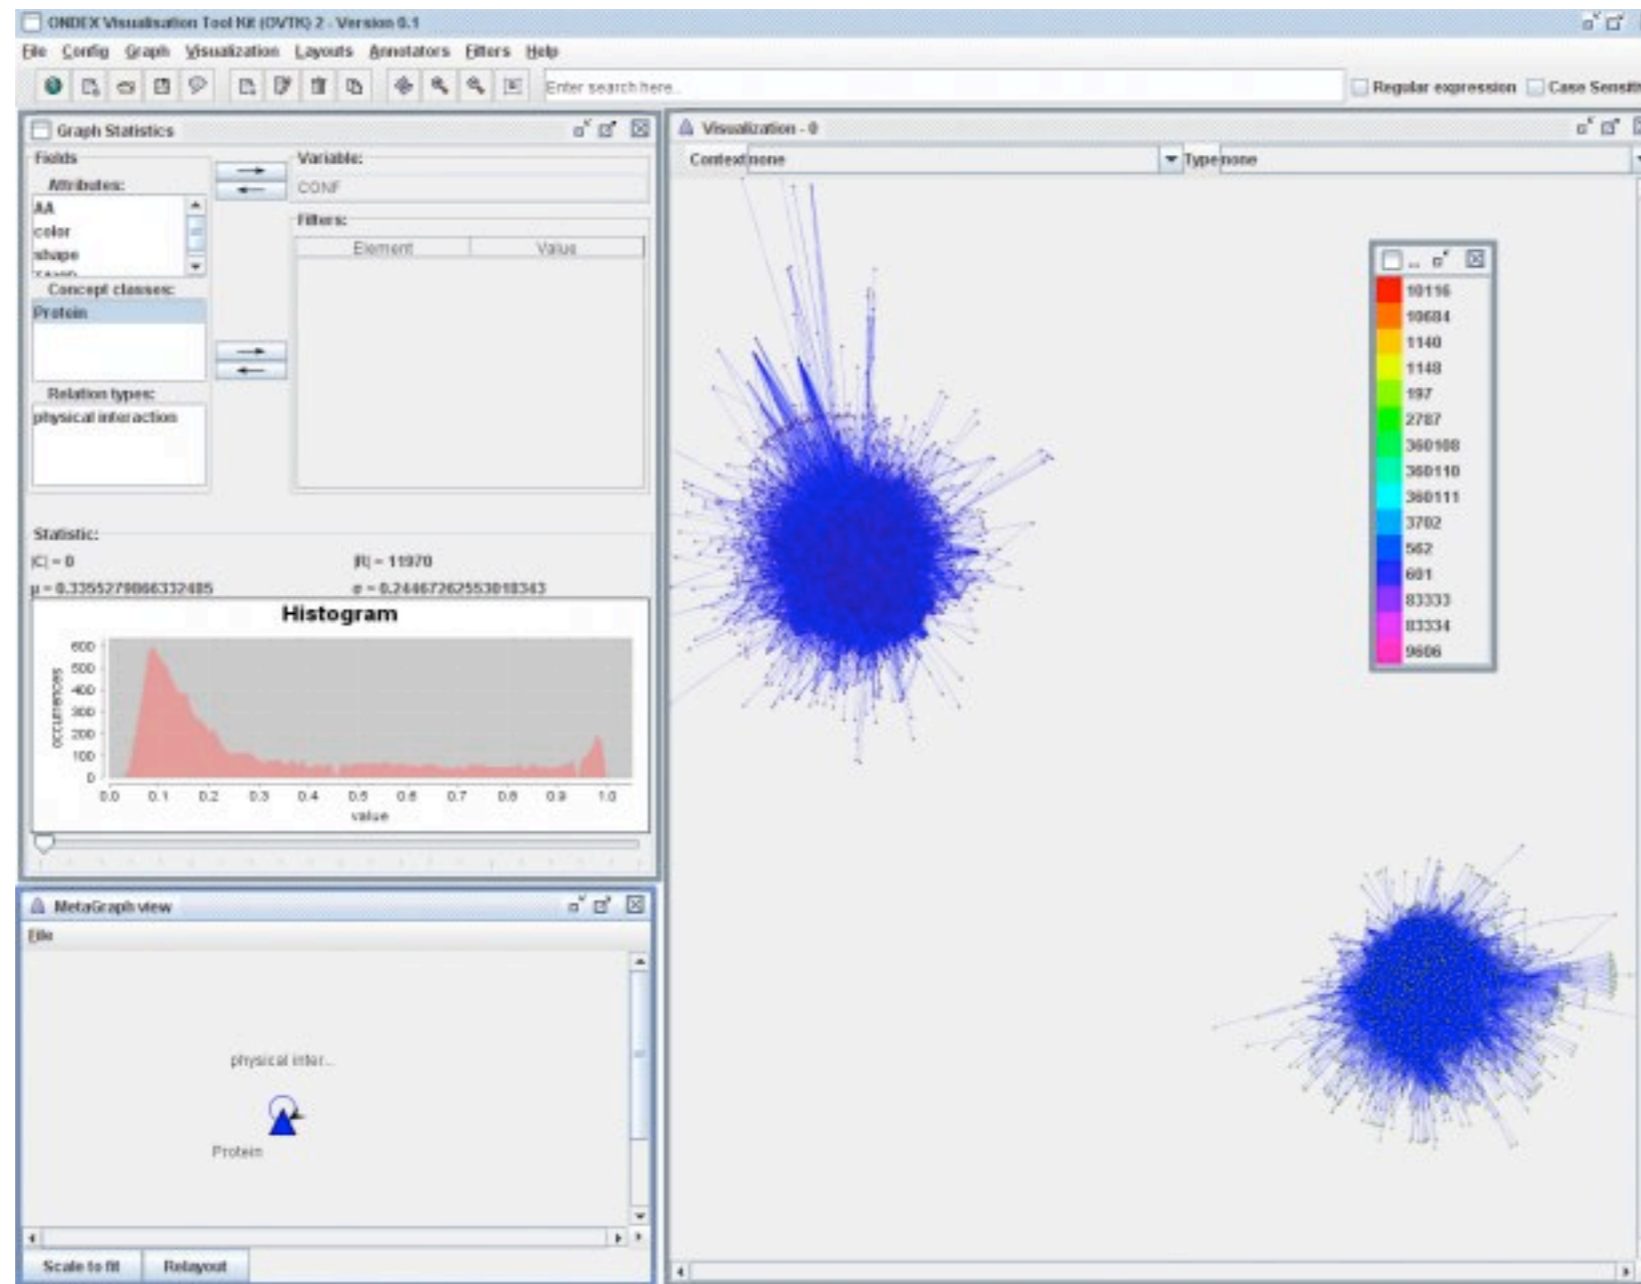 ONDEX Visualisation Tool Kit (OVTK) 2 - Version 0.1
File Config Graph Visualization Layouts Annotators Filters Help
Enter search here...
Regular expression
Case Sensiti
Graph Statistics
Fields
Attributes:
AA
color
shape
Concept classes:
Protein
Relation types:
physical interaction
Variable:
CONF
Filters:
Element Value
Statistic:
|C| = 0 |R| = 11970
Histogram
occurrences
600
500
400
300
200
100
0
0.0 0.1 0.2 0.3 0.4 0.5 0.6 0.7 0.8 0.9 1.0
value
MetaGraph view
File
physical inter...
Protein
Scale to fit Relayout
Visualization - 0
Context none Type none
...
10116
10684
1140
1148
197
2787
360108
360110
360111
3702
562
601
83333
83334
9606